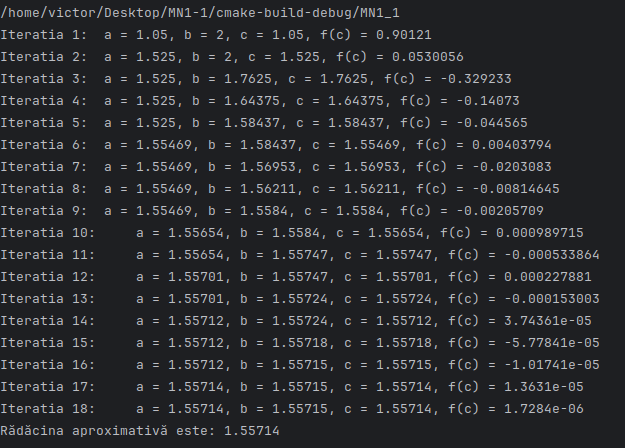 /home/victor/Desktop/MN1-1/cmake-build-debug/MN1_1
Iteratia 1:  a = 1.05, b = 2, c = 1.05, f(c) = 0.90121
Iteratia 2:  a = 1.525, b = 2, c = 1.525, f(c) = 0.0530056
Iteratia 3:  a = 1.525, b = 1.7625, c = 1.7625, f(c) = -0.329233
Iteratia 4:  a = 1.525, b = 1.64375, c = 1.64375, f(c) = -0.14073
Iteratia 5:  a = 1.525, b = 1.58437, c = 1.58437, f(c) = -0.044565
Iteratia 6:  a = 1.55469, b = 1.58437, c = 1.55469, f(c) = 0.00403794
Iteratia 7:  a = 1.55469, b = 1.56953, c = 1.56953, f(c) = -0.0203083
Iteratia 8:  a = 1.55469, b = 1.56211, c = 1.56211, f(c) = -0.00814645
Iteratia 9:  a = 1.55469, b = 1.5584, c = 1.5584, f(c) = -0.00205709
Iteratia 10:     a = 1.55654, b = 1.5584, c = 1.55654, f(c) = 0.000989715
Iteratia 11:     a = 1.55654, b = 1.55747, c = 1.55747, f(c) = -0.000533864
Iteratia 12:     a = 1.55701, b = 1.55747, c = 1.55701, f(c) = 0.000227881
Iteratia 13:     a = 1.55701, b = 1.55724, c = 1.55724, f(c) = -0.000153003
Iteratia 14:     a = 1.55712, b = 1.55724, c = 1.55712, f(c) = 3.74361e-05
Iteratia 15:     a = 1.55712, b = 1.55718, c = 1.55718, f(c) = -5.77841e-05
Iteratia 16:     a = 1.55712, b = 1.55715, c = 1.55715, f(c) = -1.01741e-05
Iteratia 17:     a = 1.55714, b = 1.55715, c = 1.55714, f(c) = 1.3631e-05
Iteratia 18:     a = 1.55714, b = 1.55715, c = 1.55714, f(c) = 1.7284e-06
Rădăcina aproximativă este: 1.55714